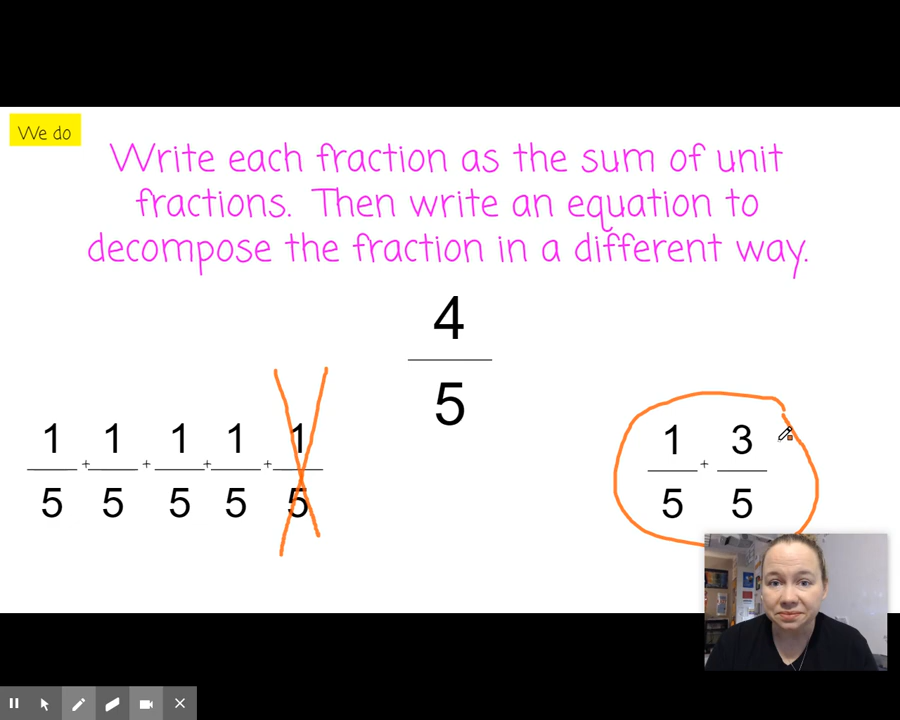 We do
Write each fraction as the sum of unit
fractions. Then write an equation to
decompose the fraction in a different way.
4
5
1 1 1 1 1
+ + + +
5 5 5 5 5
1 3
+
5 5